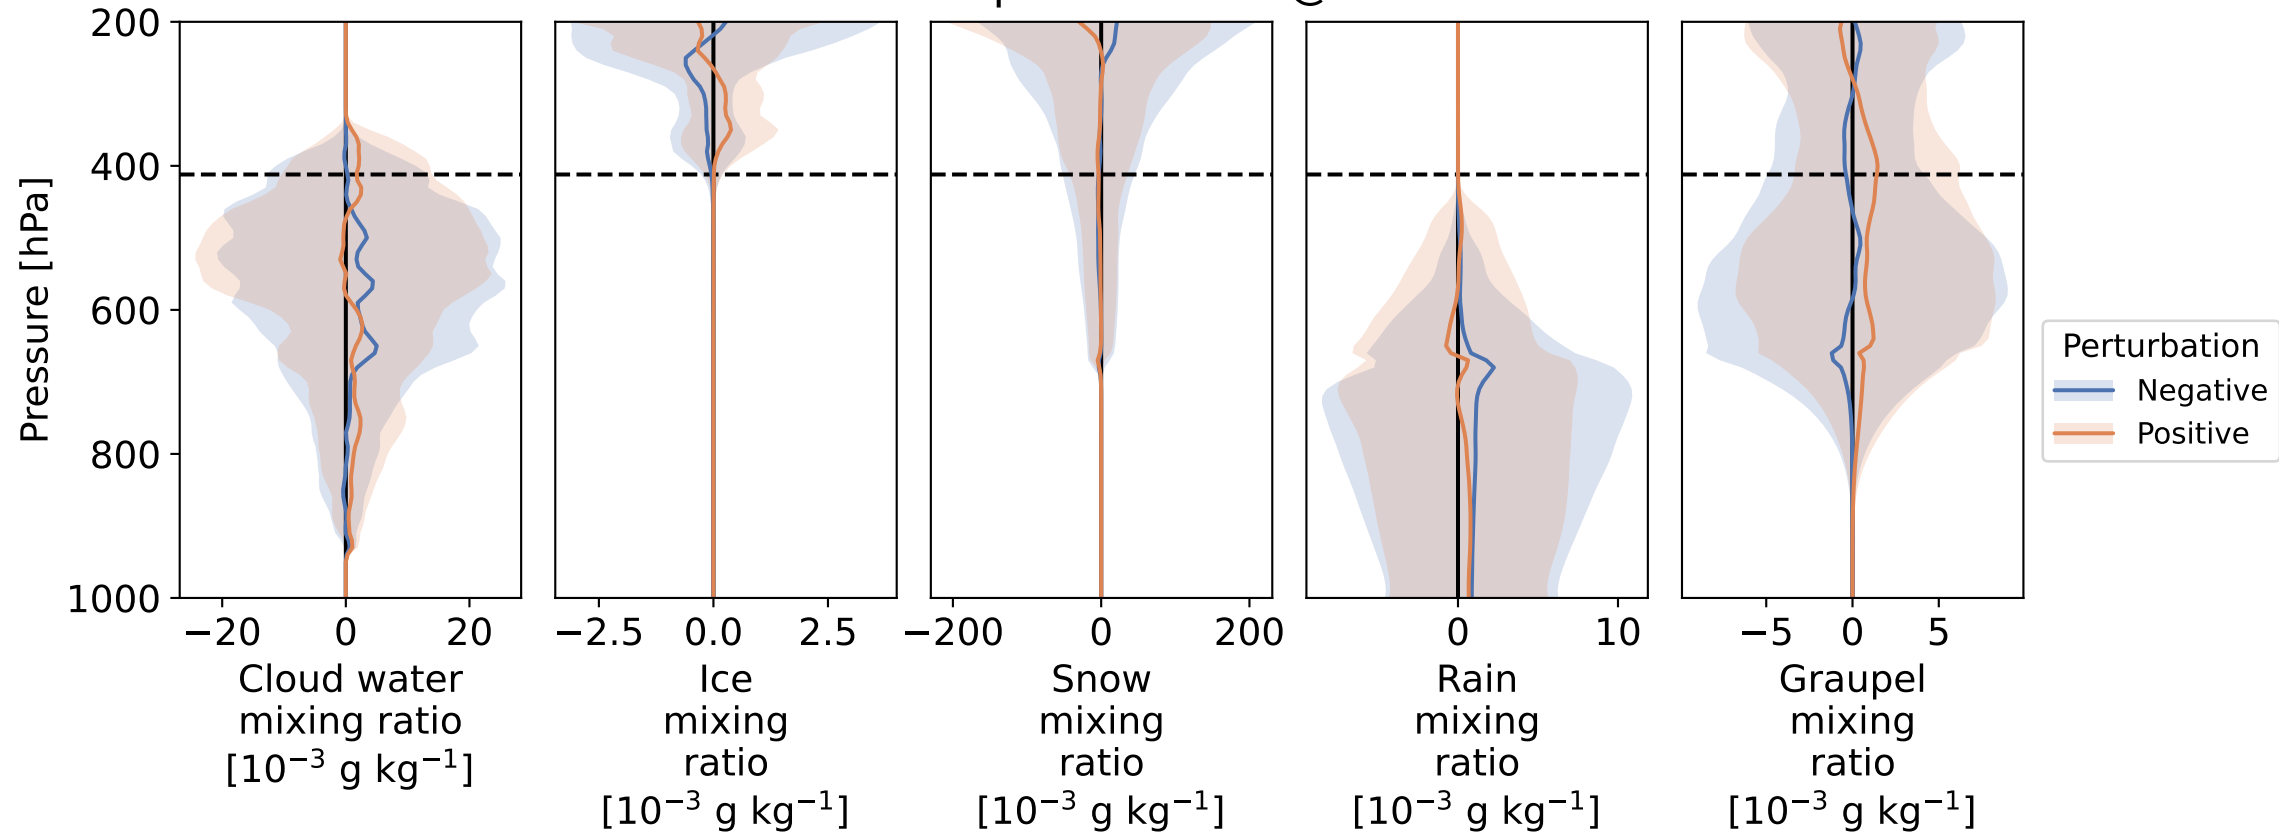 200
400
600
800
1000
Pressure [hPa]
−20 0 20
−2.5 0.0 2.5
−200 0 200
0 10
−5 0 5
Cloud water
mixing ratio
[10⁻³ g kg⁻¹]
Ice
mixing
ratio
[10⁻³ g kg⁻¹]
Snow
mixing
ratio
[10⁻³ g kg⁻¹]
Rain
mixing
ratio
[10⁻³ g kg⁻¹]
Graupel
mixing
ratio
[10⁻³ g kg⁻¹]
Perturbation
Negative
Positive